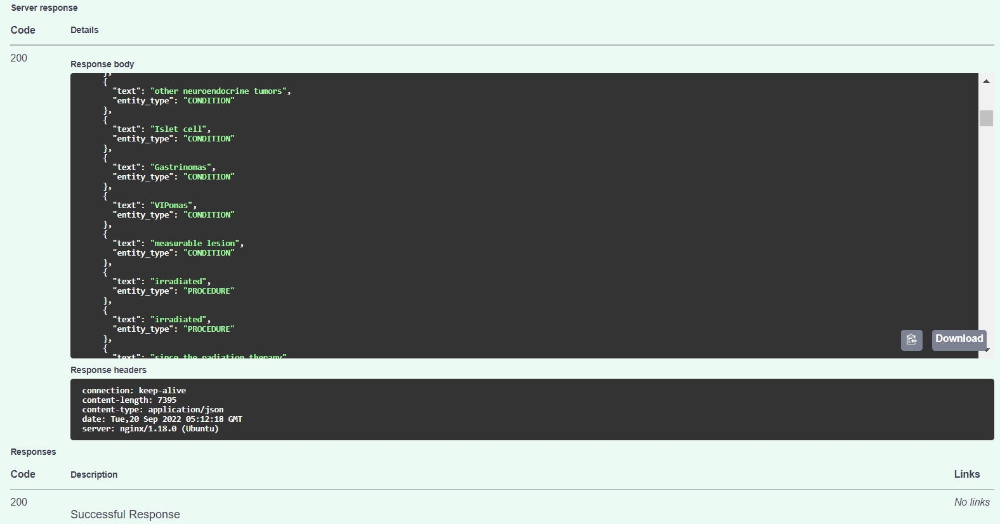 Server response
Code Details
200
Response body
},
{
"text": "other neuroendocrine tumors",
"entity_type": "CONDITION"
},
{
"text": "Islet cell",
"entity_type": "CONDITION"
},
{
"text": "Gastrinomas",
"entity_type": "CONDITION"
},
{
"text": "VIPomas",
"entity_type": "CONDITION"
},
{
"text": "measurable lesion",
"entity_type": "CONDITION"
},
{
"text": "irradiated",
"entity_type": "PROCEDURE"
},
{
"text": "irradiated",
"entity_type": "PROCEDURE"
},
{
"text": "since the radiation therapy"
Download
Response headers
connection: keep-alive
content-length: 7395
content-type: application/json
date: Tue,20 Sep 2022 05:12:18 GMT
server: nginx/1.18.0 (Ubuntu)
Responses
Code Description Links
200 No links
Successful Response